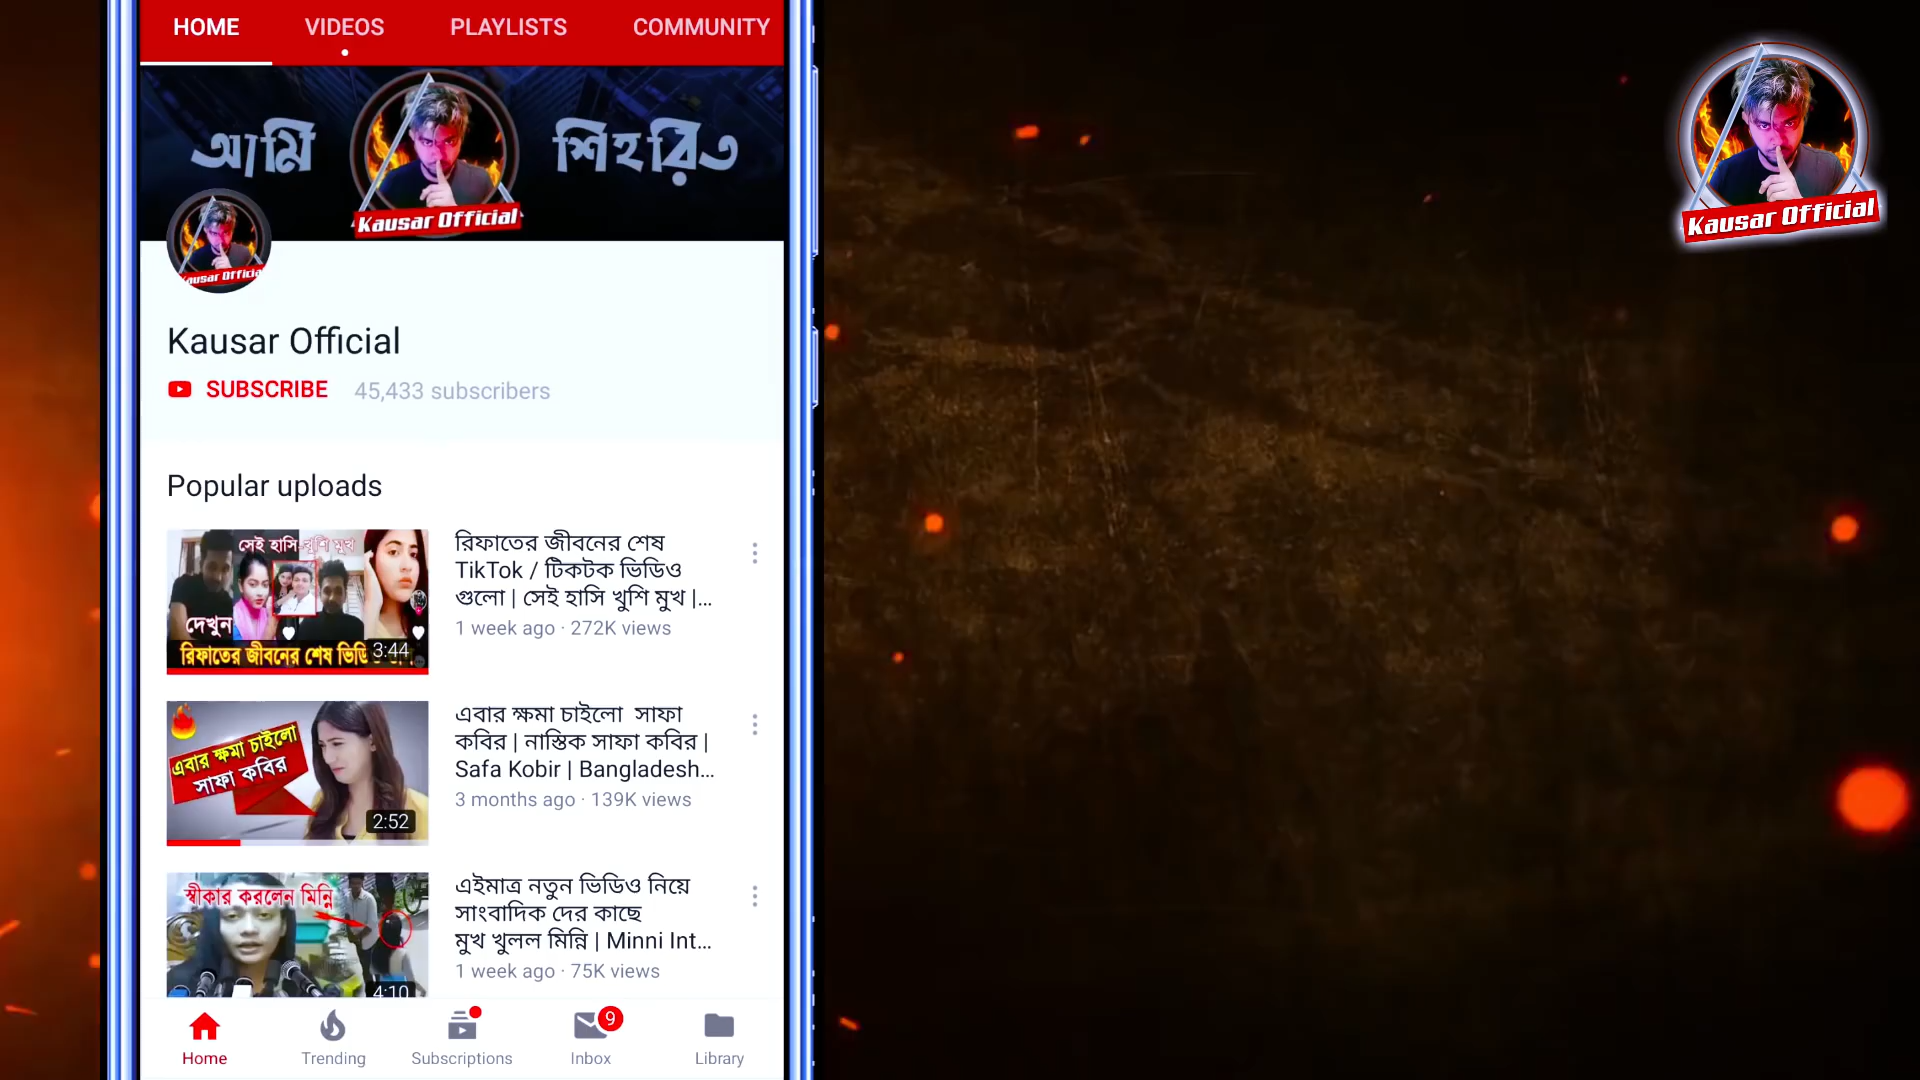 HOME VIDEOS PLAYLISTS COMMUNITY
আমি শিহরিত
Kausar Official
Kausar Official
Kausar Official
Kausar Official
SUBSCRIBE 45,433 subscribers
Popular uploads
সেই হাসি-খুশি মুখ
দেখুন
3:44
রিফাতের জীবনের শেষ
রিফাতের জীবনের শেষ
TikTok / টিকটক ভিডিও
গুলো | সেই হাসি খুশি মুখ |...
1 week ago · 272K views
এবার ক্ষমা চাইলো
সাফা কবির
2:52
এবার ক্ষমা চাইলো সাফা
কবির | নাস্তিক সাফা কবির |
Safa Kobir | Bangladesh...
3 months ago · 139K views
স্বীকার করলেন মিন্নি
4:10
এইমাত্র নতুন ভিডিও নিয়ে
সাংবাদিক দের কাছে
মুখ খুলল মিন্নি | Minni Int...
1 week ago · 75K views
9
Home Trending Subscriptions Inbox Library